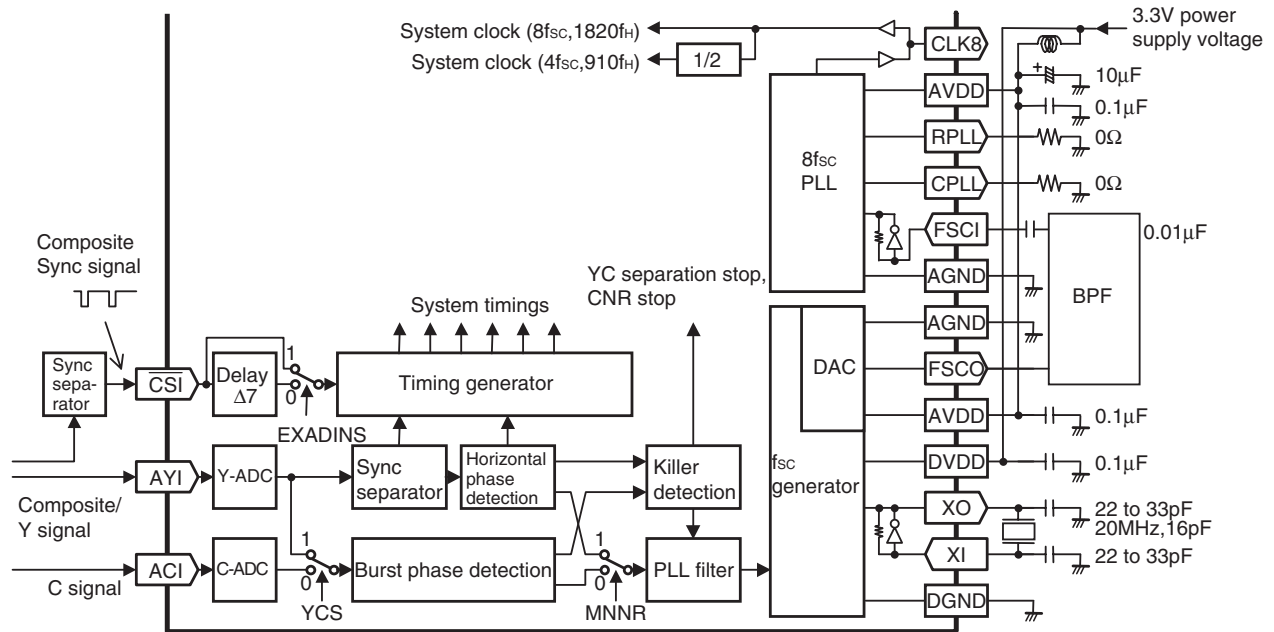 System clock (8fSC,1820fH)
System clock (4fSC,910fH)
1/2
CLK8
3.3V power
supply voltage
+
10μF
AVDD
0.1μF
RPLL
0Ω
8fSC
PLL
CPLL
0Ω
FSCI
0.01μF
AGND
BPF
AGND
DAC
FSCO
AVDD
0.1μF
DVDD
0.1μF
fSC
generator
XO
22 to 33pF
20MHz,16pF
XI
22 to 33pF
DGND
Composite
Sync signal
YC separation stop,
CNR stop
System timings
Sync
sepa-
rator
CSI
Delay
Δ7
1
0
Timing generator
EXADINS
AYI
Y-ADC
Sync
separator
Horizontal
phase
detection
Killer
detection
Composite/
Y signal
ACI
C-ADC
1
0
Burst phase detection
1
0
PLL filter
C signal
YCS
MNNR